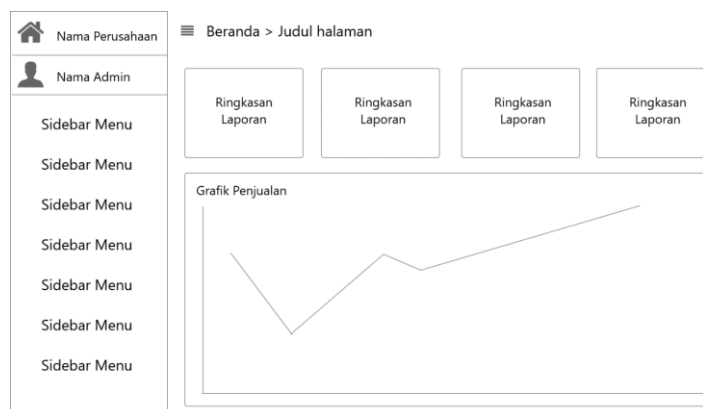 Nama Perusahaan
Beranda > Judul halaman
Nama Admin
Sidebar Menu
Sidebar Menu
Sidebar Menu
Sidebar Menu
Sidebar Menu
Sidebar Menu
Sidebar Menu
Ringkasan
Laporan
Ringkasan
Laporan
Ringkasan
Laporan
Ringkasan
Laporan
Grafik Penjualan